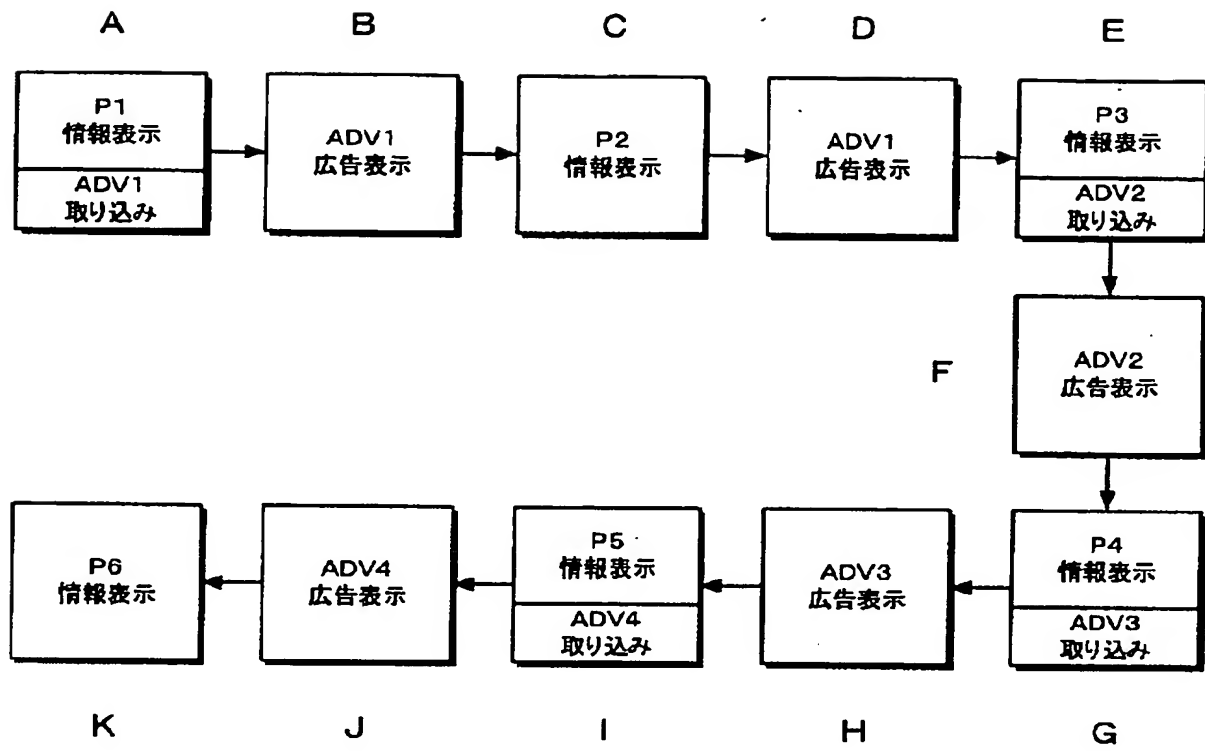 A
B
C
D
E
P1
情報表示
ADV1
取り込み
ADV1
広告表示
P2
情報表示
ADV1
広告表示
P3
情報表示
ADV2
取り込み
F
ADV2
広告表示
P6
情報表示
ADV4
広告表示
P5
情報表示
ADV4
取り込み
ADV3
広告表示
P4
情報表示
ADV3
取り込み
K
J
I
H
G